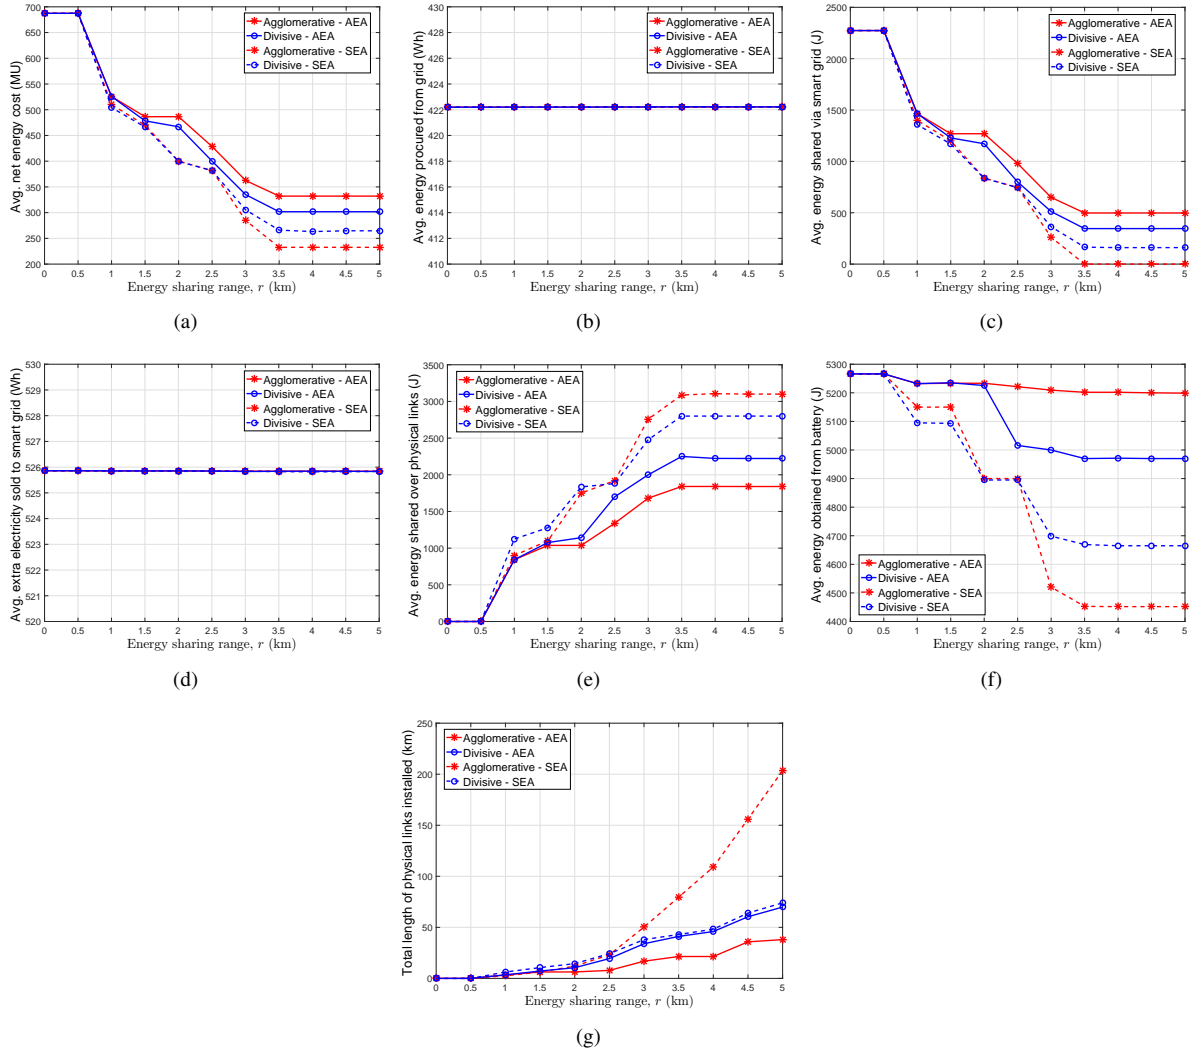 700
650
600
550
500
450
400
350
300
250
200
Avg. net energy cost (MU)
Agglomerative - AEA
Divisive - AEA
Agglomerative - SEA
Divisive - SEA
0 0.5 1 1.5 2 2.5 3 3.5 4 4.5 5
Energy sharing range, r (km)
(a)
430
428
426
424
422
420
418
416
414
412
410
Avg. energy procured from grid (Wh)
Agglomerative - AEA
Divisive - AEA
Agglomerative - SEA
Divisive - SEA
0 0.5 1 1.5 2 2.5 3 3.5 4 4.5 5
Energy sharing range, r (km)
(b)
2500
2000
1500
1000
500
0
Avg. energy shared via smart grid (J)
Agglomerative - AEA
Divisive - AEA
Agglomerative - SEA
Divisive - SEA
0 0.5 1 1.5 2 2.5 3 3.5 4 4.5 5
Energy sharing range, r (km)
(c)
530
529
528
527
526
525
524
523
522
521
520
Avg. extra electricity sold to smart grid (Wh)
Agglomerative - AEA
Divisive - AEA
Agglomerative - SEA
Divisive - SEA
0 0.5 1 1.5 2 2.5 3 3.5 4 4.5 5
Energy sharing range, r (km)
(d)
3500
3000
2500
2000
1500
1000
500
0
Avg. energy shared over physical links (J)
Agglomerative - AEA
Divisive - AEA
Agglomerative - SEA
Divisive - SEA
0 0.5 1 1.5 2 2.5 3 3.5 4 4.5 5
Energy sharing range, r (km)
(e)
5300
5200
5100
5000
4900
4800
4700
4600
4500
4400
Avg. energy obtained from battery (J)
Agglomerative - AEA
Divisive - AEA
Agglomerative - SEA
Divisive - SEA
0 0.5 1 1.5 2 2.5 3 3.5 4 4.5 5
Energy sharing range, r (km)
(f)
250
200
150
100
50
0
Total length of physical links installed (km)
Agglomerative - AEA
Divisive - AEA
Agglomerative - SEA
Divisive - SEA
0 0.5 1 1.5 2 2.5 3 3.5 4 4.5 5
Energy sharing range, r (km)
(g)